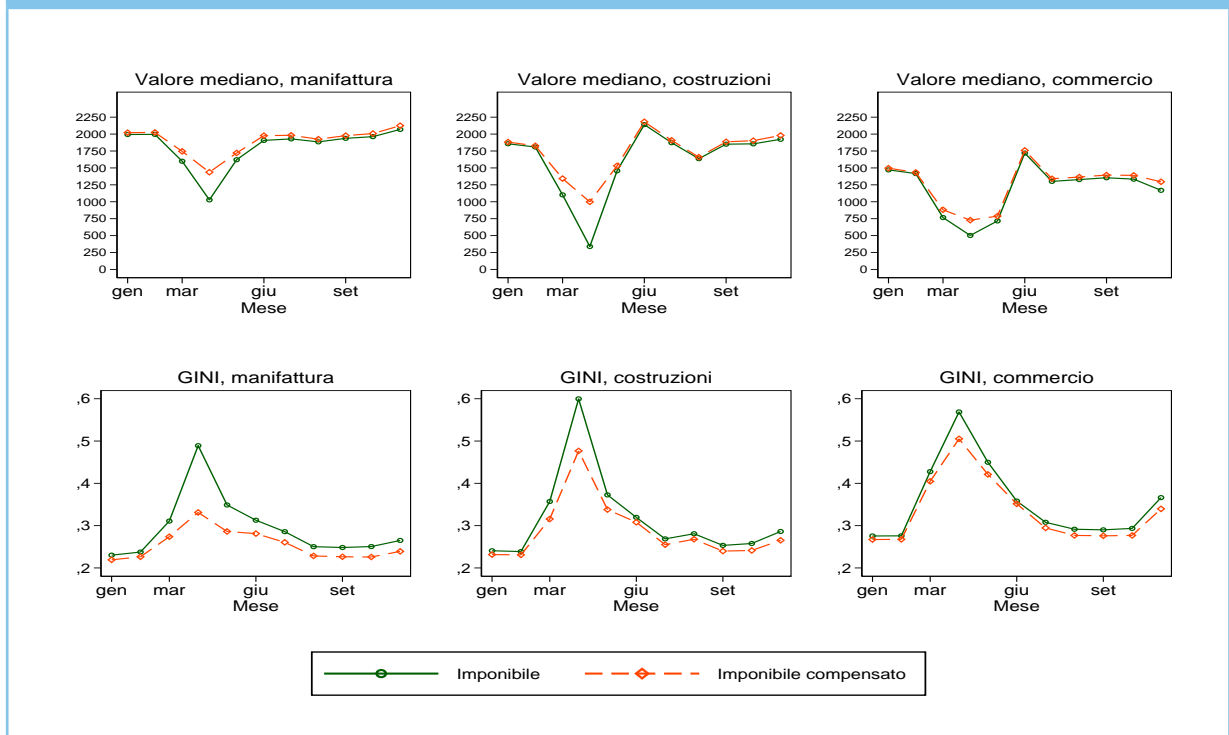 Valore mediano, manifattura
2250
2000
1750
1500
1250
1000
750
500
250
0
gen mar giu set
Mese
Valore mediano, costruzioni
2250
2000
1750
1500
1250
1000
750
500
250
0
gen mar giu set
Mese
Valore mediano, commercio
2250
2000
1750
1500
1250
1000
750
500
250
0
gen mar giu set
Mese
GINI, manifattura
,6
,5
,4
,3
,2
gen mar giu set
Mese
GINI, costruzioni
,6
,5
,4
,3
,2
gen mar giu set
Mese
GINI, commercio
,6
,5
,4
,3
,2
gen mar giu set
Mese
Imponibile Imponibile compensato